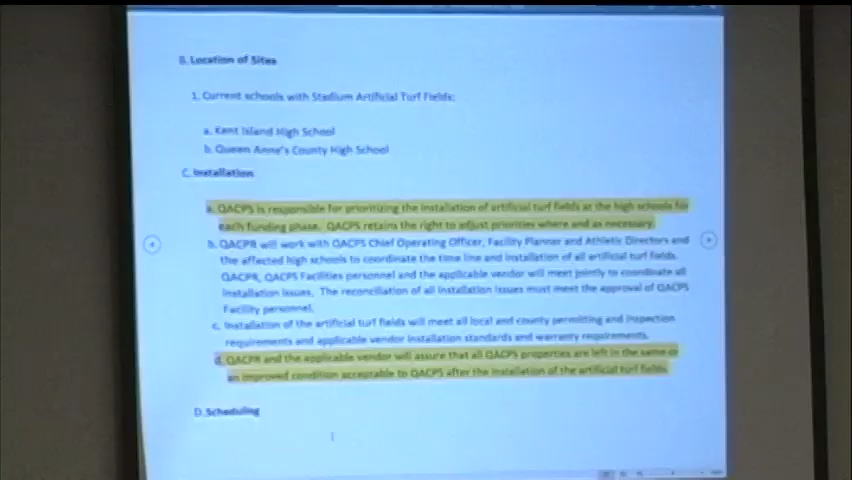 B. Location of Sites
1. Current schools with Stadium Artificial Turf Fields:
a. Kent Island High School
b. Queen Anne's County High School
C. Installation
a. QACPS is responsible for prioritizing the installation of artificial turf fields at the high schools for
each funding phase. QACPS retains the right to adjust priorities where and as necessary.
b. QACPR will work with QACPS Chief Operating Officer, Facility Planner and Athletic Directors and
the affected high schools to coordinate the time line and installation of all artificial turf fields.
QACPR, QACPS Facilities personnel and the applicable vendor will meet jointly to coordinate all
installation issues. The reconciliation of all installation issues must meet the approval of QACPS
Facility personnel.
c. Installation of the artificial turf fields will meet all local and county permitting and inspection
requirements and applicable vendor installation standards and warranty requirements.
d. QACPR and the applicable vendor will assure that all QACPS properties are left in the same or
an improved condition acceptable to QACPS after the installation of the artificial turf fields.
D. Scheduling